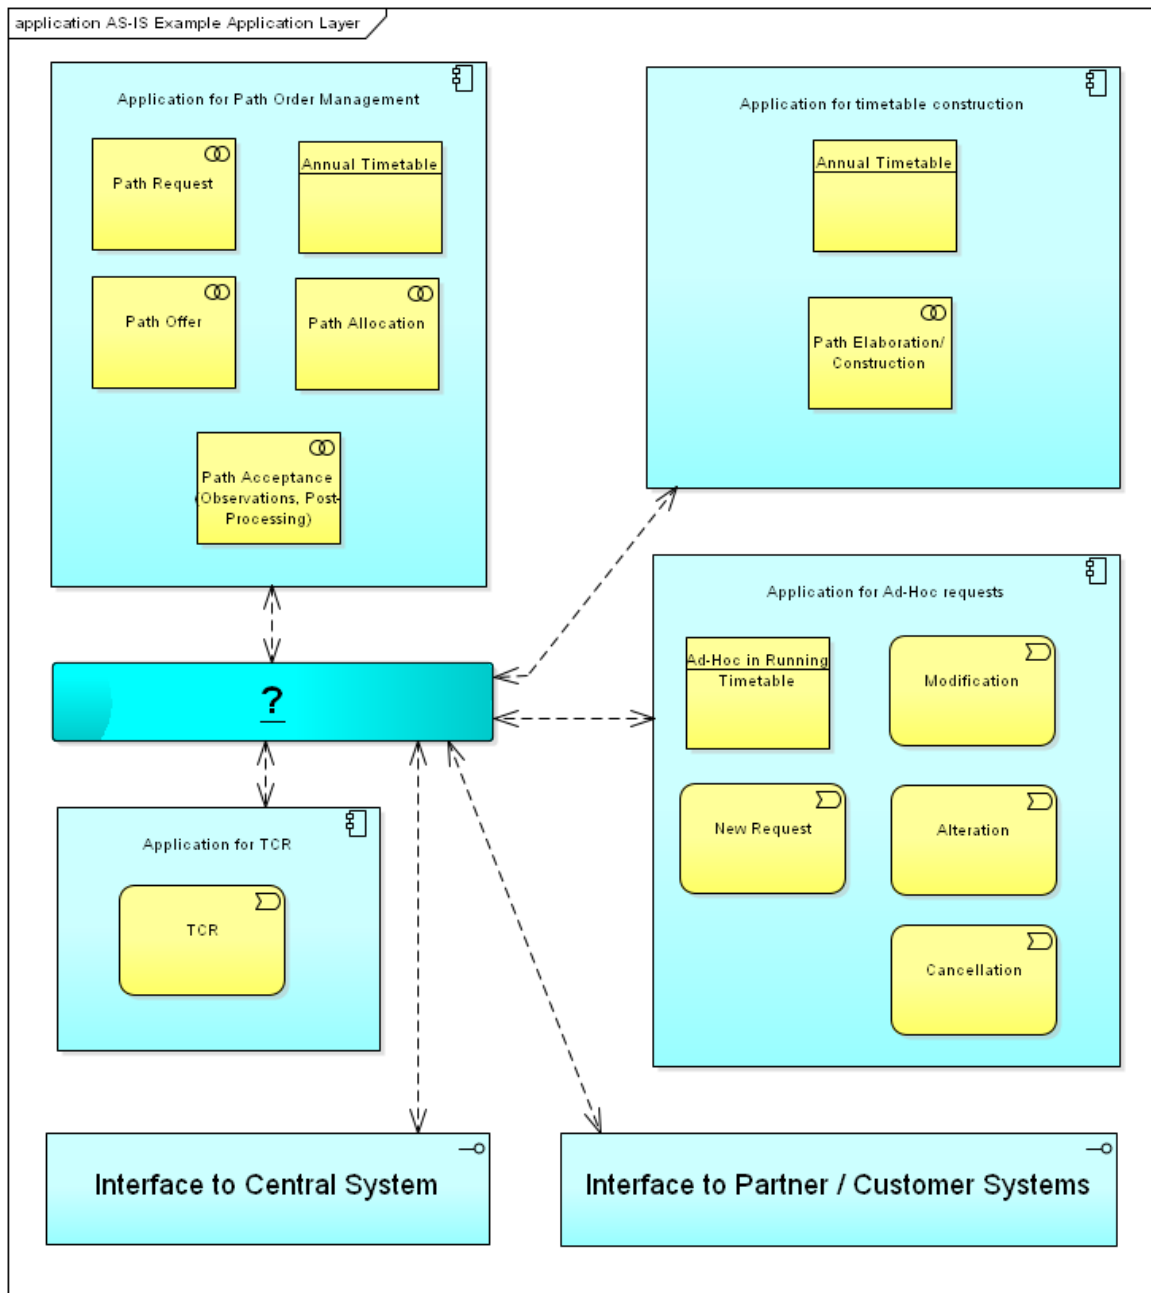 application AS-IS Example Application Layer
Application for Path Order Management
Path Request
Annual Timetable
Path Offer
Path Allocation
Path Acceptance
(Observations, Post-
Processing)
Application for timetable construction
Annual Timetable
Path Elaboration/
Construction
?
Application for Ad-Hoc requests
Ad-Hoc in Running
Timetable
Modification
New Request
Alteration
Cancellation
Application for TCR
TCR
Interface to Central System
Interface to Partner / Customer Systems